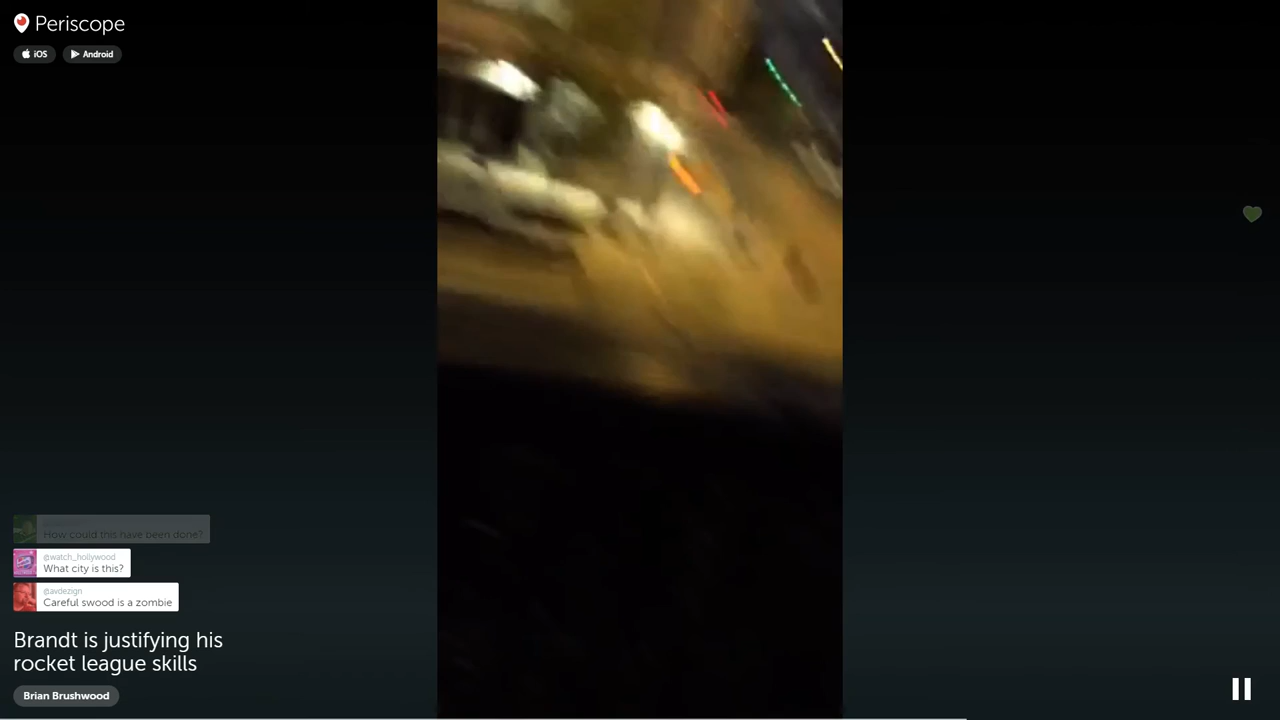 Periscope
iOS
Android
How could this have been done?
@watch_hollywood
What city is this?
@avdezign
Careful swood is a zombie
Brandt is justifying his
rocket league skills
Brian Brushwood